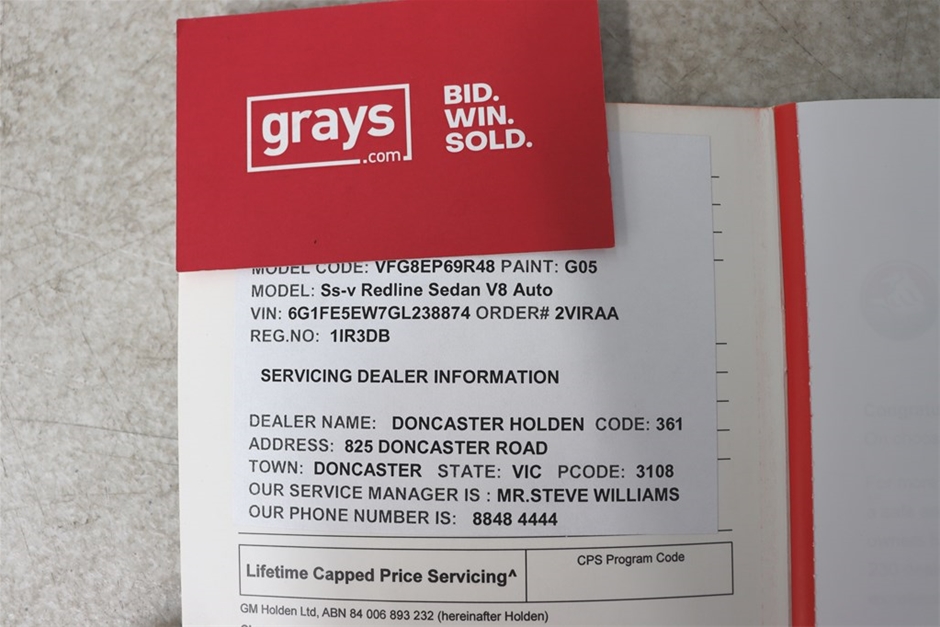 grays
.com
BID.
WIN.
SOLD.
MODEL CODE: VFG8EP69R48 PAINT: G05
MODEL: Ss-v Redline Sedan V8 Auto
VIN: 6G1FE5EW7GL238874 ORDER# 2VIRAA
REG.NO: 1IR3DB
SERVICING DEALER INFORMATION
DEALER NAME: DONCASTER HOLDEN CODE: 361
ADDRESS: 825 DONCASTER ROAD
TOWN: DONCASTER STATE: VIC PCODE: 3108
OUR SERVICE MANAGER IS : MR.STEVE WILLIAMS
OUR PHONE NUMBER IS: 8848 4444
Lifetime Capped Price Servicing^
CPS Program Code
GM Holden Ltd, ABN 84 006 893 232 (hereinafter Holden)